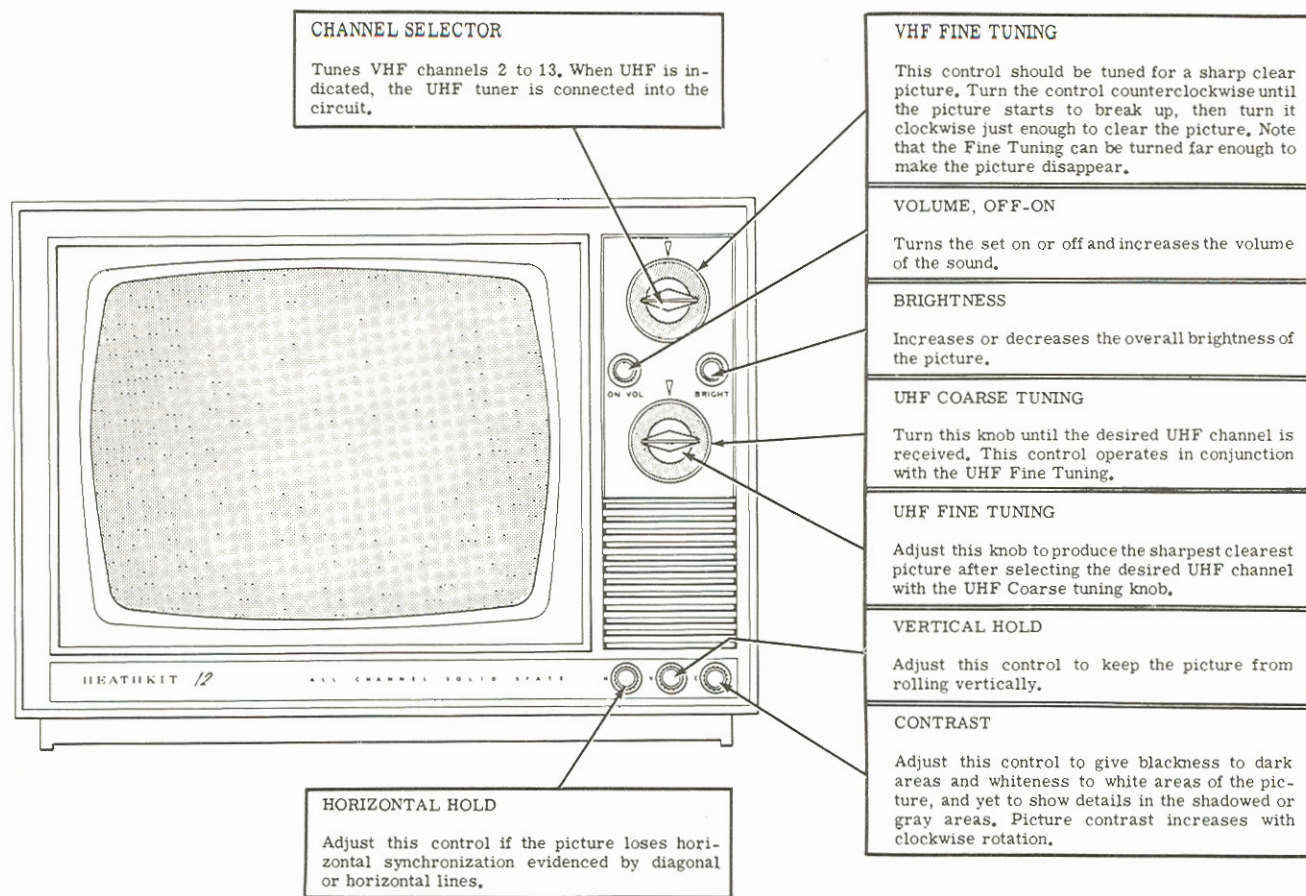 CHANNEL SELECTOR
Tunes VHF channels 2 to 13. When UHF is in-
dicated, the UHF tuner is connected into the
circuit.
VHF FINE TUNING
This control should be tuned for a sharp clear
picture. Turn the control counterclockwise until
the picture starts to break up, then turn it
clockwise just enough to clear the picture. Note
that the Fine Tuning can be turned far enough to
make the picture disappear.
VOLUME, OFF-ON
Turns the set on or off and increases the volume
of the sound.
BRIGHTNESS
Increases or decreases the overall brightness of
the picture.
UHF COARSE TUNING
Turn this knob until the desired UHF channel is
received. This control operates in conjunction
with the UHF Fine Tuning.
UHF FINE TUNING
Adjust this knob to produce the sharpest clearest
picture after selecting the desired UHF channel
with the UHF Coarse tuning knob.
VERTICAL HOLD
Adjust this control to keep the picture from
rolling vertically.
CONTRAST
Adjust this control to give blackness to dark
areas and whiteness to white areas of the pic-
ture, and yet to show details in the shadowed or
gray areas. Picture contrast increases with
clockwise rotation.
ON VOL BRIGHT
HEATHKIT 12 ALL CHANNEL SOLID STATE H V C
HORIZONTAL HOLD
Adjust this control if the picture loses hori-
zontal synchronization evidenced by diagonal
or horizontal lines.